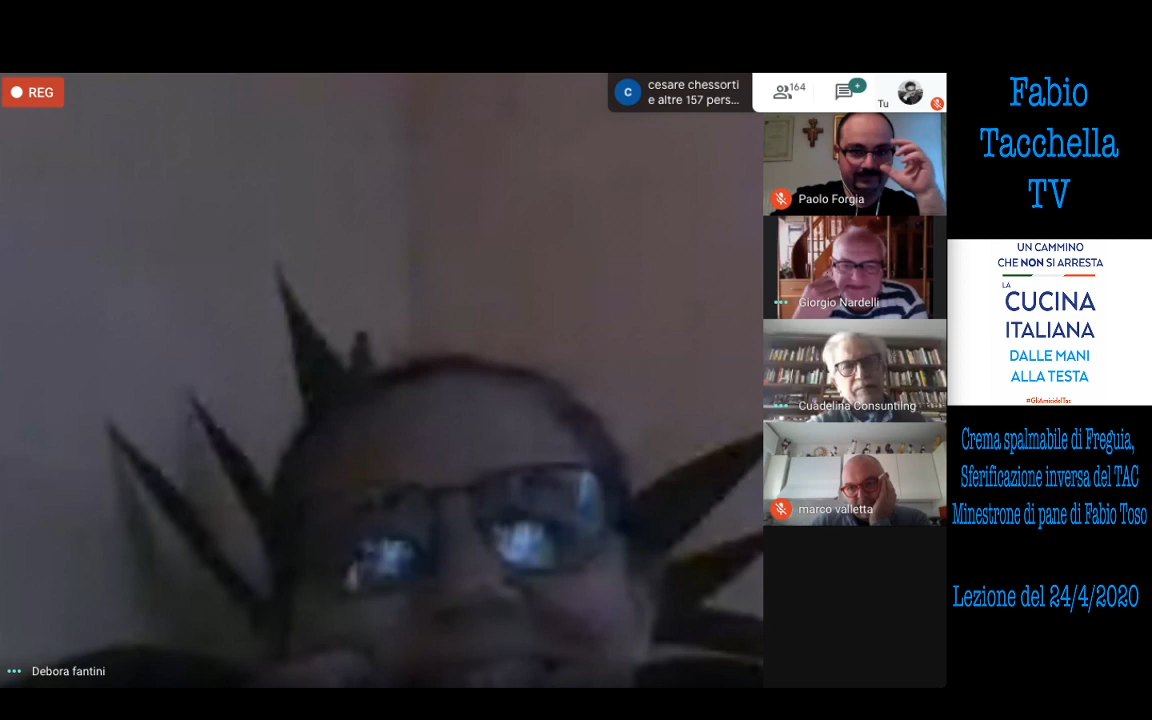 REG
cesare chessorti
e altre 157 pers...
C
164
Tu
Paolo Forgia
Giorgio Nardelli
Cuadelina Consuntiing
marco valletta
Debora fantini
Fabio
Tacchella
TV
UN CAMMINO
CHE NON SI ARRESTA
LA
CUCINA
ITALIANA
DALLE MANI
ALLA TESTA
#GliAmicidelTac
Crema spalmabile di Freguia,
Sferificazione inversa del TAC
Minestrone di pane di Fabio Toso
Lezione del 24/4/2020